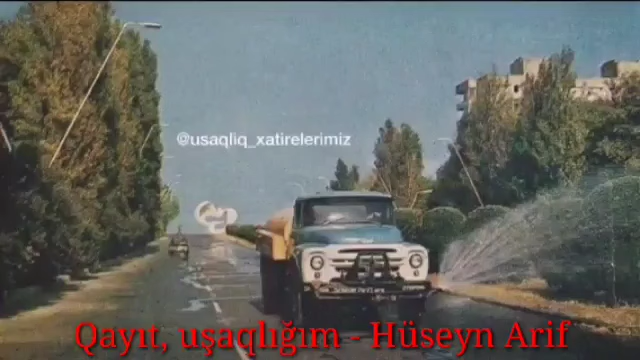 @usaqliq_xatirelerimiz
Qayıt, uşaqlığım - Hüseyn Arif